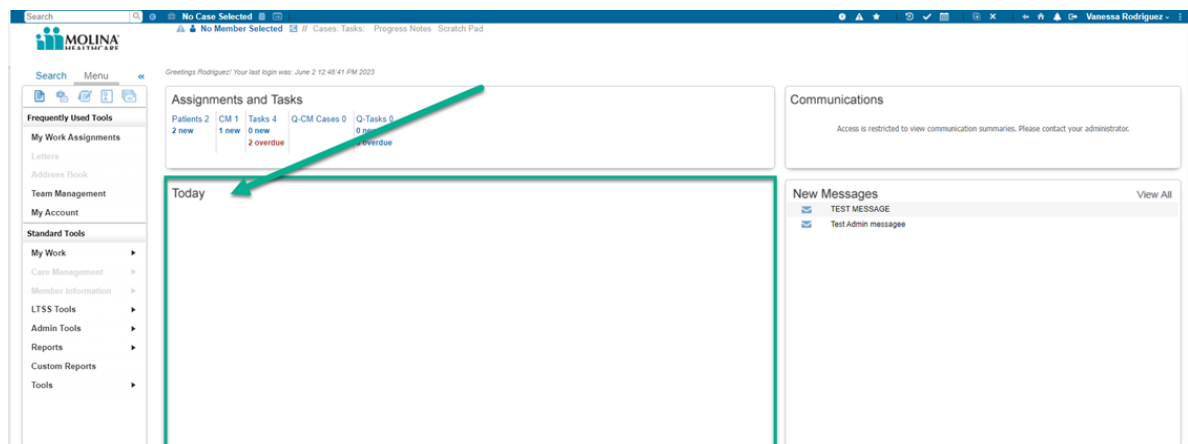 Search No Case Selected Vanessa Rodriguez
No Member Selected // Cases: Tasks: Progress Notes Scratch Pad
MOLINA
HEALTHCARE
Search Menu «
Greetings Rodriguez! Your last login was: June 2 12:48:41 PM 2023
Frequently Used Tools
My Work Assignments
Letters
Address Book
Team Management
My Account
Standard Tools
My Work
Care Management
Member Information
LTSS Tools
Admin Tools
Reports
Custom Reports
Tools
Assignments and Tasks
Patients 2 CM 1 Tasks 4 Q-CM Cases 0 Q-Tasks 0
2 new 1 new 0 new 0
2 overdue overdue
Today
Communications
Access is restricted to view communication summaries. Please contact your administrator.
New Messages View All
TEST MESSAGE
Test Admin messagee